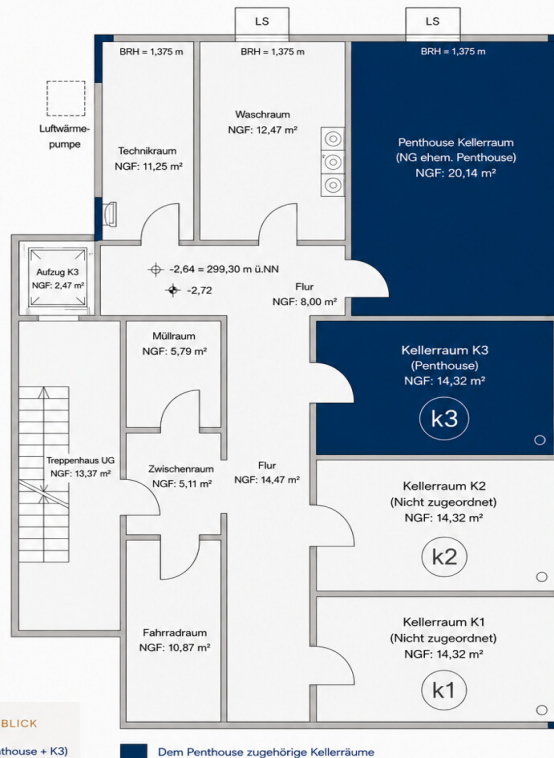 LS
LS
BRH = 1,375 m
BRH = 1,375 m
BRH = 1,375 m
Luftwärme-
pumpe
Technikraum
NGF: 11,25 m²
Waschraum
NGF: 12,47 m²
Penthouse Kellerraum
(NG ehem. Penthouse)
NGF: 20,14 m²
Aufzug K3
NGF: 2,47 m²
-2,64 = 299,30 m ü.NN
-2,72
Flur
NGF: 8,00 m²
Müllraum
NGF: 5,79 m²
Kellerraum K3
(Penthouse)
NGF: 14,32 m²
k3
Treppenhaus UG
NGF: 13,37 m²
Zwischenraum
NGF: 5,11 m²
Flur
NGF: 14,47 m²
Kellerraum K2
(Nicht zugeordnet)
NGF: 14,32 m²
k2
Fahrradraum
NGF: 10,87 m²
Kellerraum K1
(Nicht zugeordnet)
NGF: 14,32 m²
k1
BLICK
nthouse + K3)
Dem Penthouse zugehörige Kellerräume